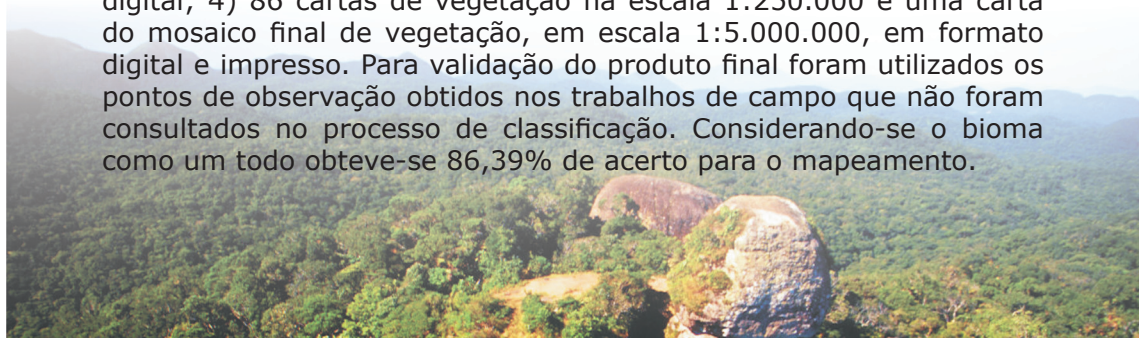 digital, 4) 86 cartas de vegetação na escala 1:250.000 e uma carta
do mosaico final de vegetação, em escala 1:5.000.000, em formato
digital e impresso. Para validação do produto final foram utilizados os
pontos de observação obtidos nos trabalhos de campo que não foram
consultados no processo de classificação. Considerando-se o bioma
como um todo obteve-se 86,39% de acerto para o mapeamento.